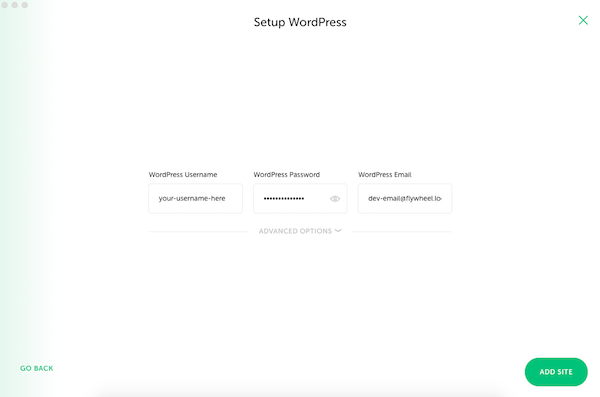 Setup WordPress
WordPress Username WordPress Password WordPress Email
your-username-here •••••••••••••• dev-email@flywheel.lo
ADVANCED OPTIONS
GO BACK
ADD SITE